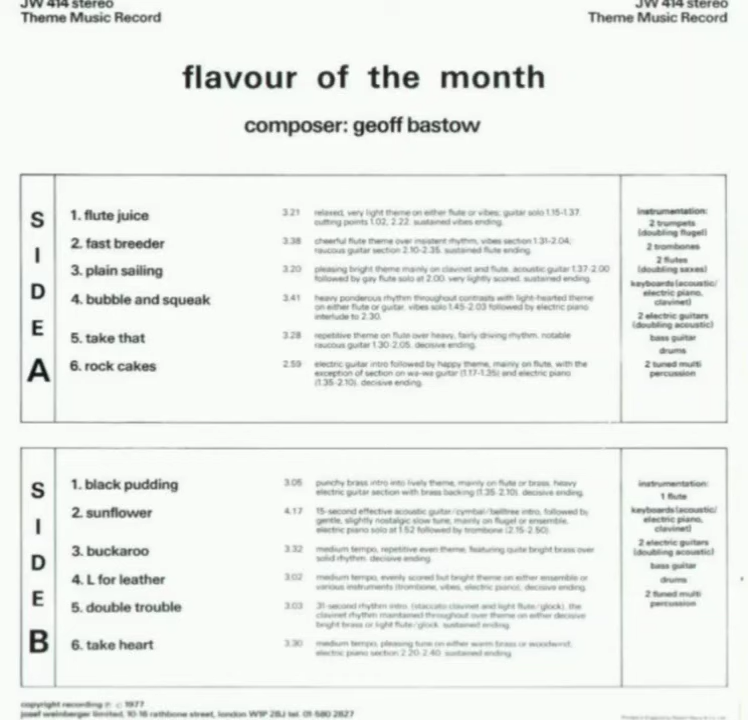 JW 414 stereo
Theme Music Record
JW 414 stereo
Theme Music Record
flavour of the month
composer: geoff bastow
SIDE A
1. flute juice 3.21 relaxed, very light theme on either flute or vibes; guitar solo 1.15-1.37.
cutting points 1.02, 2.22. sustained vibes ending.
2. fast breeder 3.38 cheerful flute theme over insistent rhythm, vibes section 1.31-2.04;
raucous guitar section 2.10-2.35. sustained flute ending.
3. plain sailing 3.20 pleasing bright theme mainly on clavinet and flute. acoustic guitar 1.37-2.00
followed by gay flute solo at 2.00. very lightly scored. sustained ending.
4. bubble and squeak 3.41 heavy ponderous rhythm throughout contrasts with light-hearted theme
on either flute or guitar. vibes solo 1.45-2.03 followed by electric piano
interlude to 2.30.
5. take that 3.28 repetitive theme on flute over heavy, fairly driving rhythm. notable
raucous guitar 1.30-2.05. decisive ending.
6. rock cakes 2.59 electric guitar intro followed by happy theme, mainly on flute, with the
exception of section on wa-wa guitar (1.17-1.35) and electric piano
(1.35-2.10). decisive ending.
instrumentation:
2 trumpets
(doubling flugel)
2 trombones
2 flutes
(doubling saxes)
keyboards (acoustic/
electric piano,
clavinet)
2 electric guitars
(doubling acoustic)
bass guitar
drums
2 tuned multi
percussion
SIDE B
1. black pudding 3.05 punchy brass intro into lively theme, mainly on flute or brass. heavy
electric guitar section with brass backing (1.35-2.10). decisive ending.
2. sunflower 4.17 15-second effective acoustic guitar/cymbal/belltree intro, followed by
gentle, slightly nostalgic slow tune, mainly on flugel or ensemble.
electric piano solo at 1.52 followed by trombone (2.15-2.50).
3. buckaroo 3.32 medium tempo, repetitive even theme, featuring quite bright brass over
solid rhythm. decisive ending.
4. L for leather 3.02 medium tempo, evenly scored but bright theme on either ensemble or
various instruments (trombone, vibes, electric piano). decisive ending.
5. double trouble 3.03 31-second rhythm intro (staccato clavinet and light flute/glock). the
clavinet rhythm maintained throughout over theme on either decisive
bright brass or light flute/glock. sustained ending.
6. take heart 3.30 medium tempo, pleasing tune on either warm brass or woodwind;
electric piano section 2.20-2.40. sustained ending.
instrumentation:
1 flute
keyboards (acoustic/
electric piano,
clavinet)
2 electric guitars
(doubling acoustic)
bass guitar
drums
2 tuned multi
percussion
copyright recording ℗ © 1977
josef weinberger limited, 10-16 rathbone street, london W1P 2BJ tel. 01-580 2827